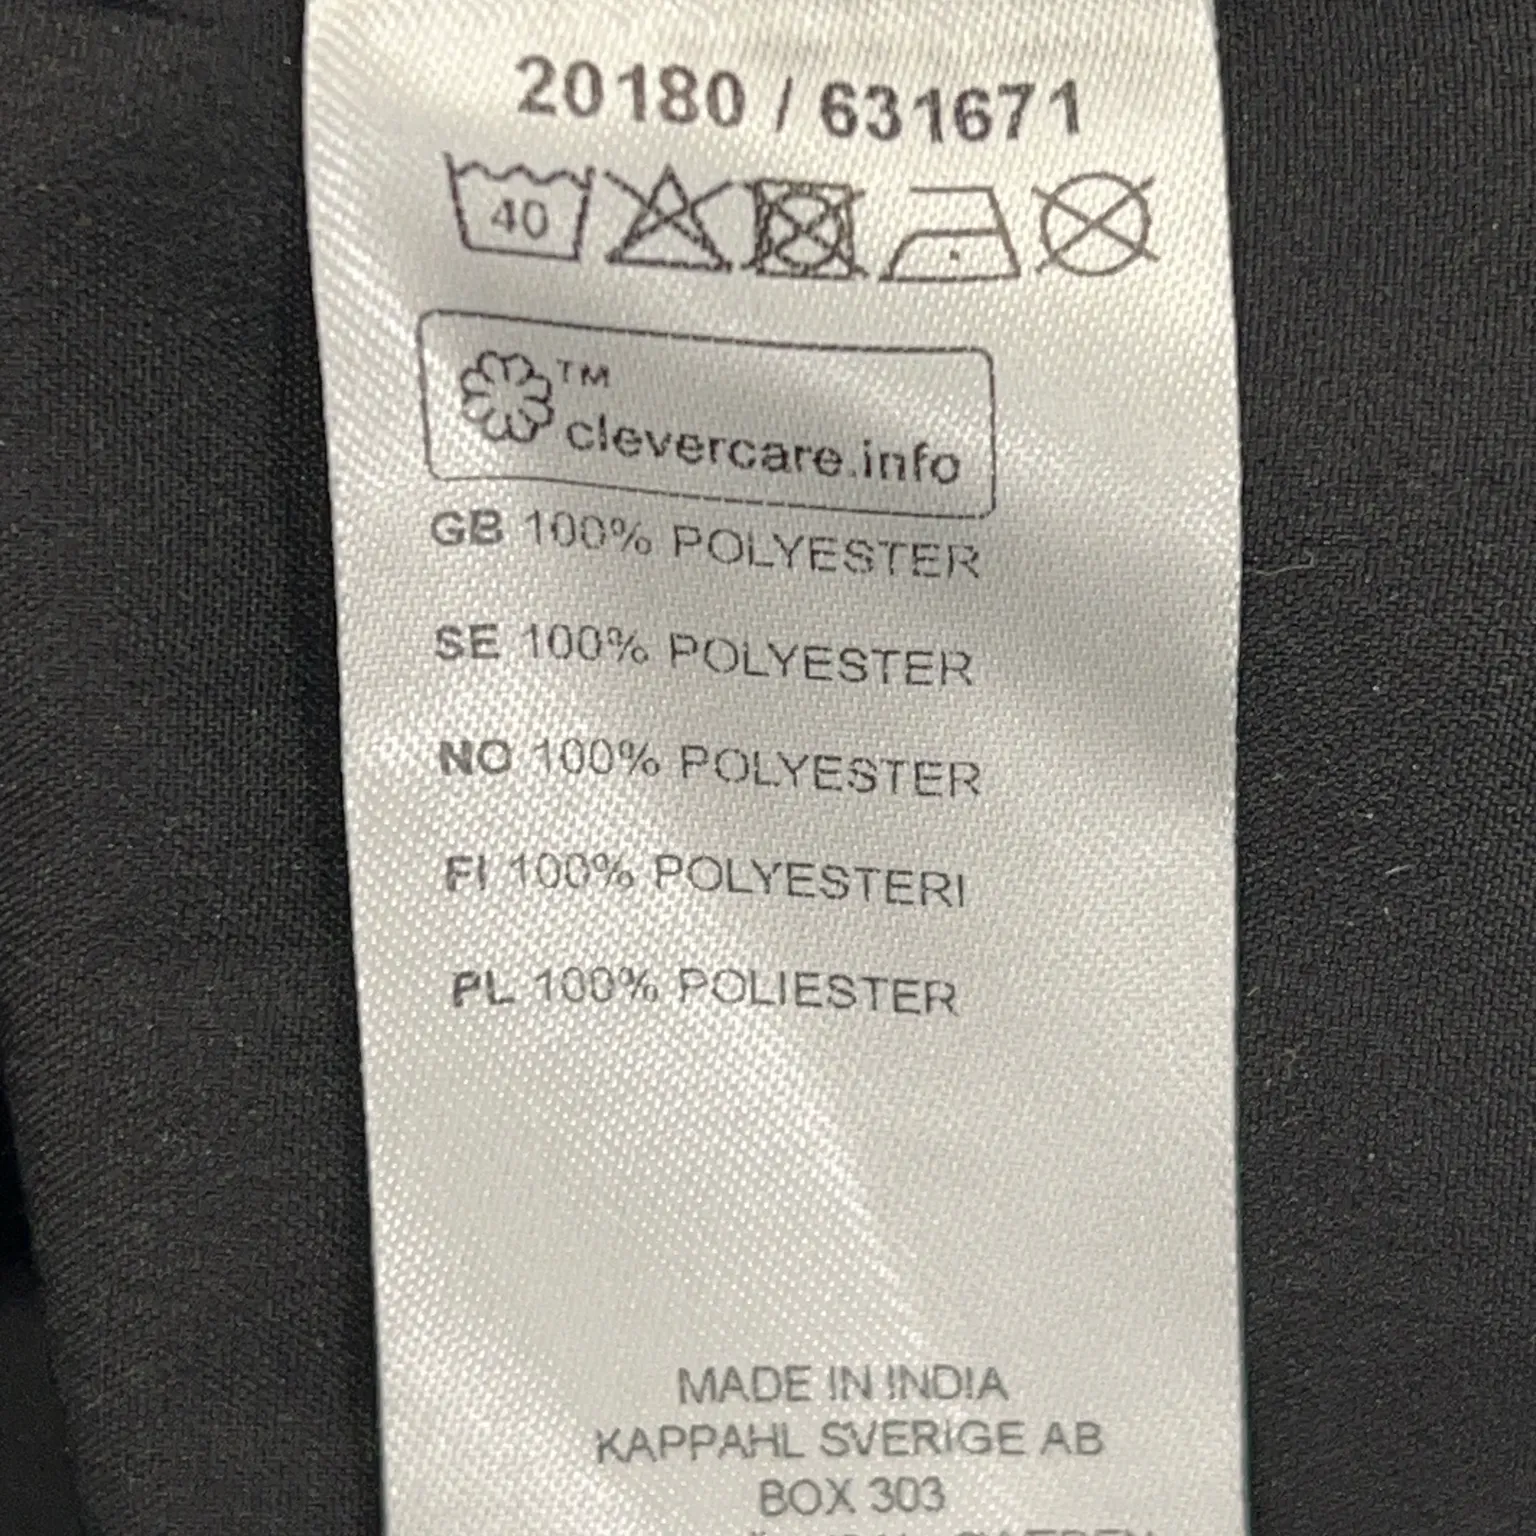 20180 / 631671
40
™
clevercare.info
GB 100% POLYESTER
SE 100% POLYESTER
NO 100% POLYESTER
FI 100% POLYESTERI
PL 100% POLIESTER
MADE IN INDIA
KAPPAHL SVERIGE AB
BOX 303
SWEDEN